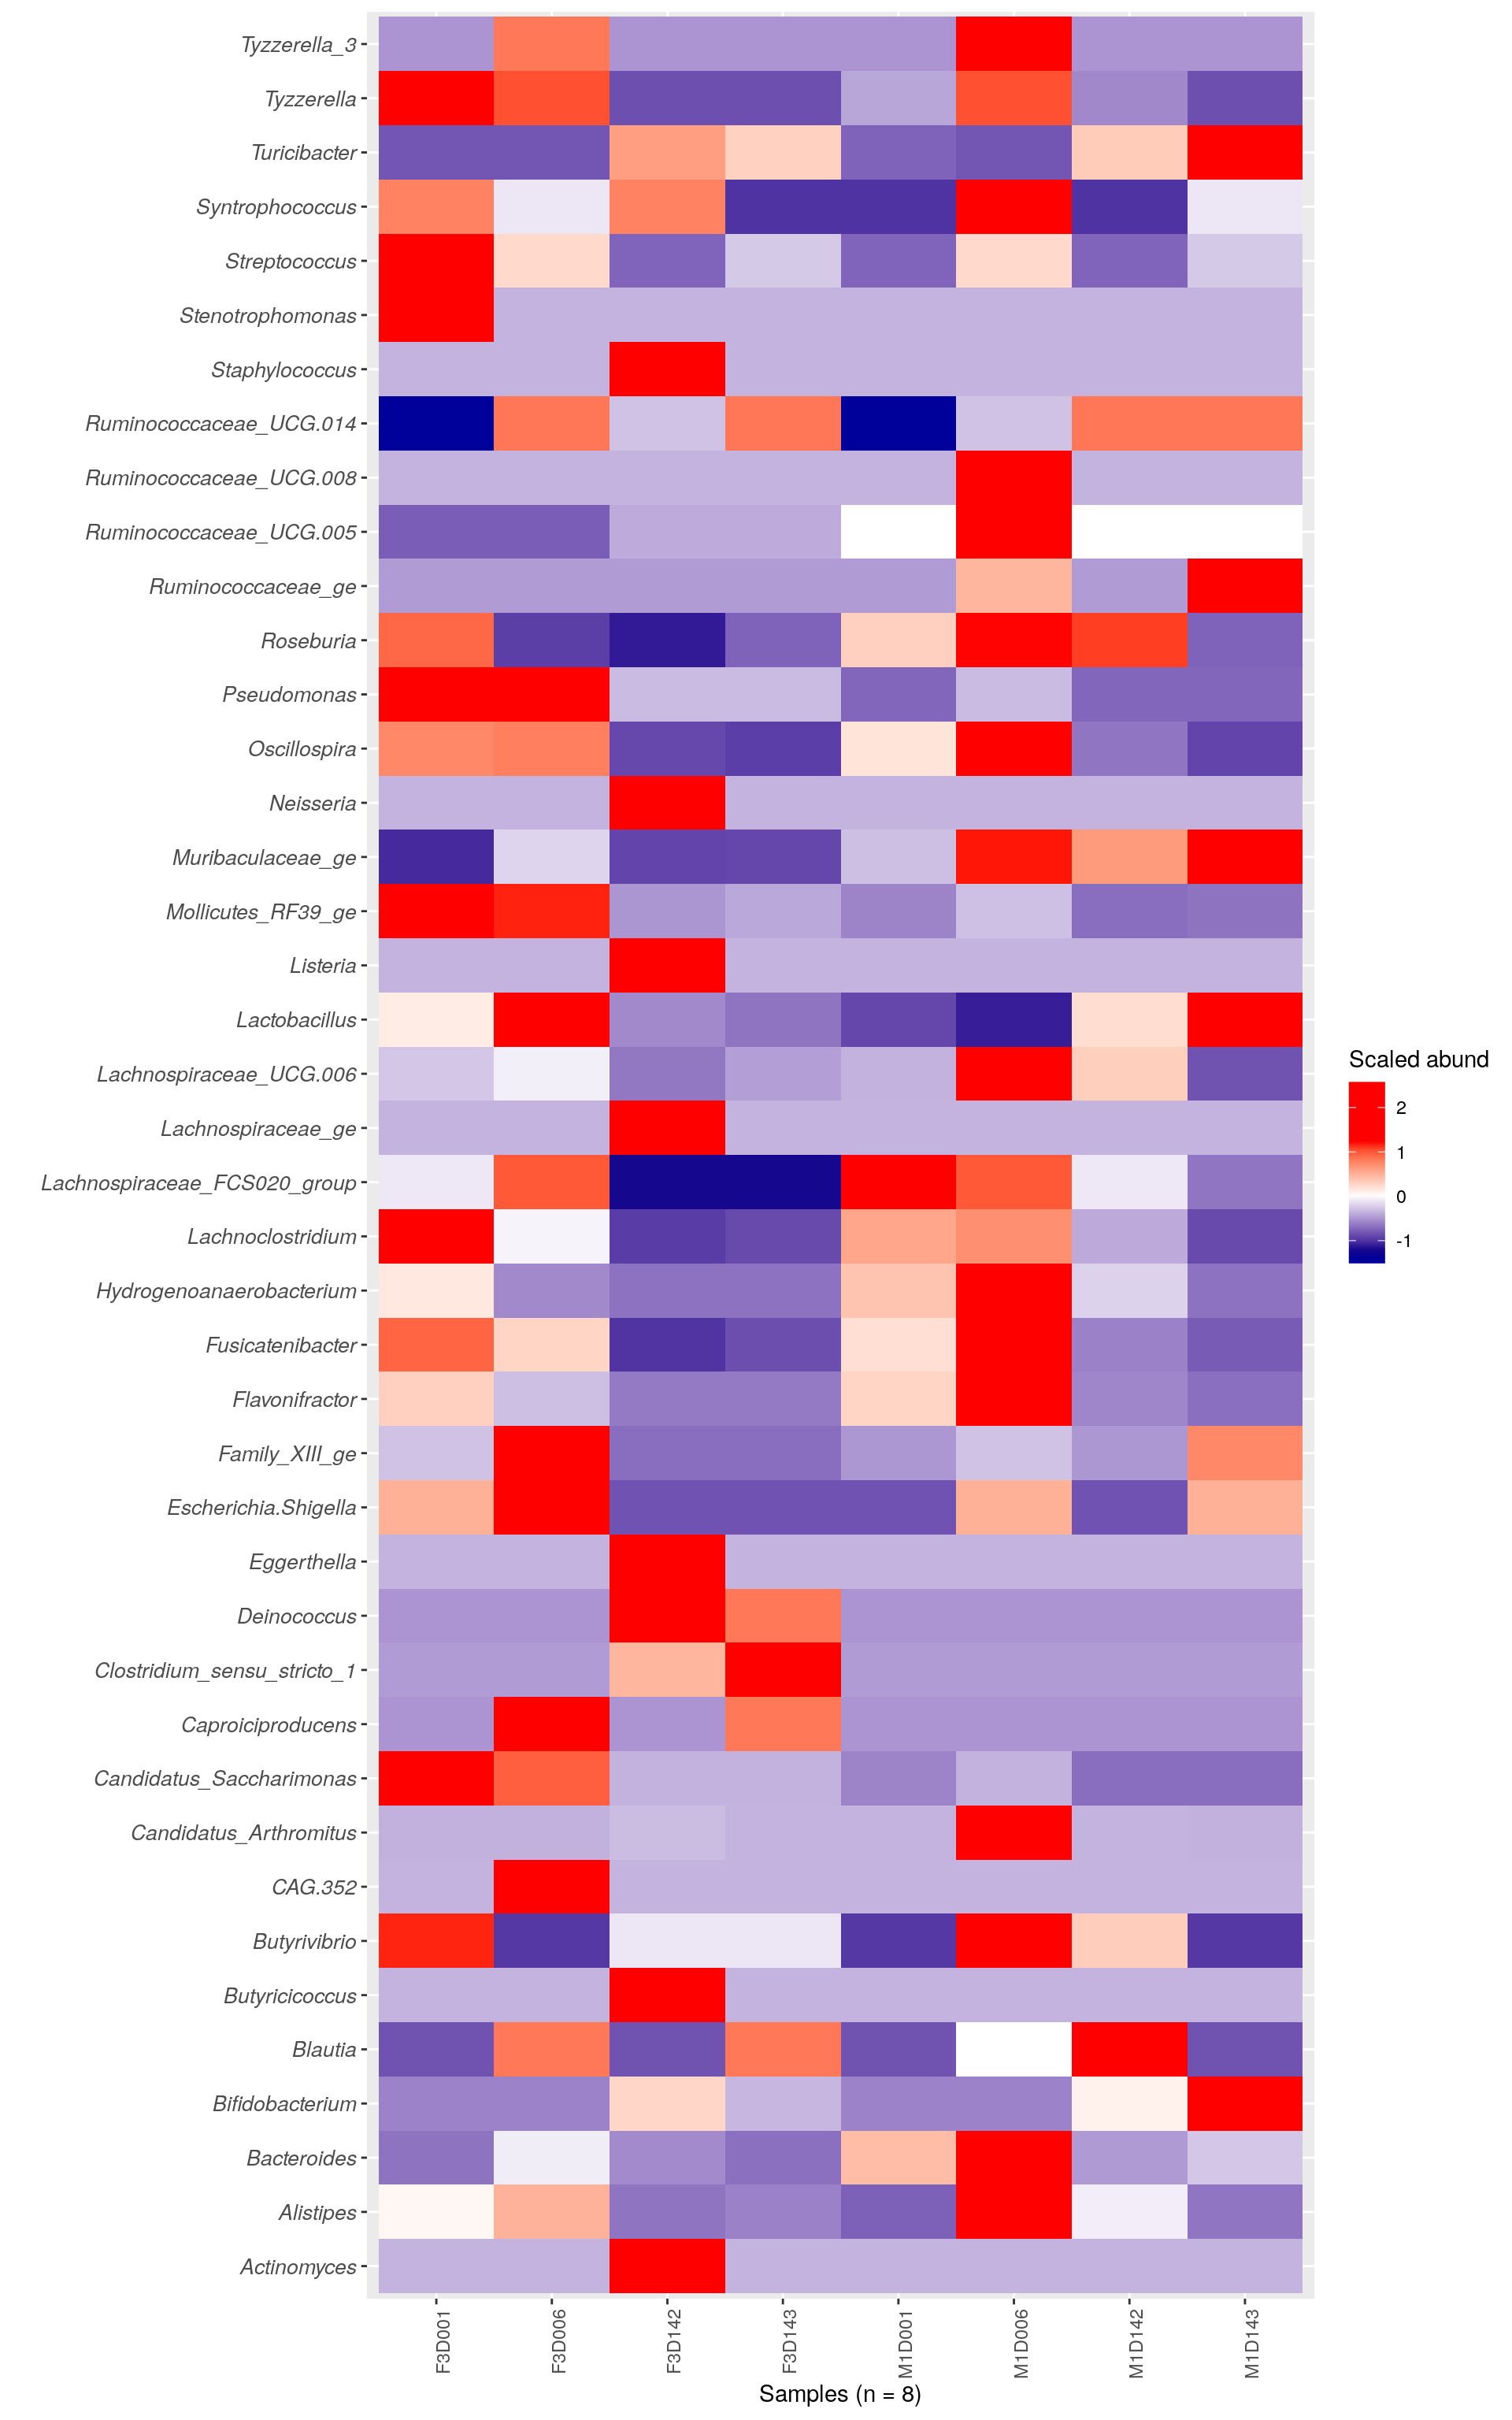 Tyzzerella_3
Tyzzerella
Turicibacter
Syntrophococcus
Streptococcus
Stenotrophomonas
Staphylococcus
Ruminococcaceae_UCG.014
Ruminococcaceae_UCG.008
Ruminococcaceae_UCG.005
Ruminococcaceae_ge
Roseburia
Pseudomonas
Oscillospira
Neisseria
Muribaculaceae_ge
Mollicutes_RF39_ge
Listeria
Lactobacillus
Lachnospiraceae_UCG.006
Lachnospiraceae_ge
Lachnospiraceae_FCS020_group
Lachnoclostridium
Hydrogenoanaerobacterium
Fusicatenibacter
Flavonifractor
Family_XIII_ge
Escherichia.Shigella
Eggerthella
Deinococcus
Clostridium_sensu_stricto_1
Caproiciproducens
Candidatus_Saccharimonas
Candidatus_Arthromitus
CAG.352
Butyrivibrio
Butyricicoccus
Blautia
Bifidobacterium
Bacteroides
Alistipes
Actinomyces
F3D001
F3D006
F3D142
F3D143
M1D001
M1D006
M1D142
M1D143
Samples (n = 8)
Scaled abund
2
1
0
-1